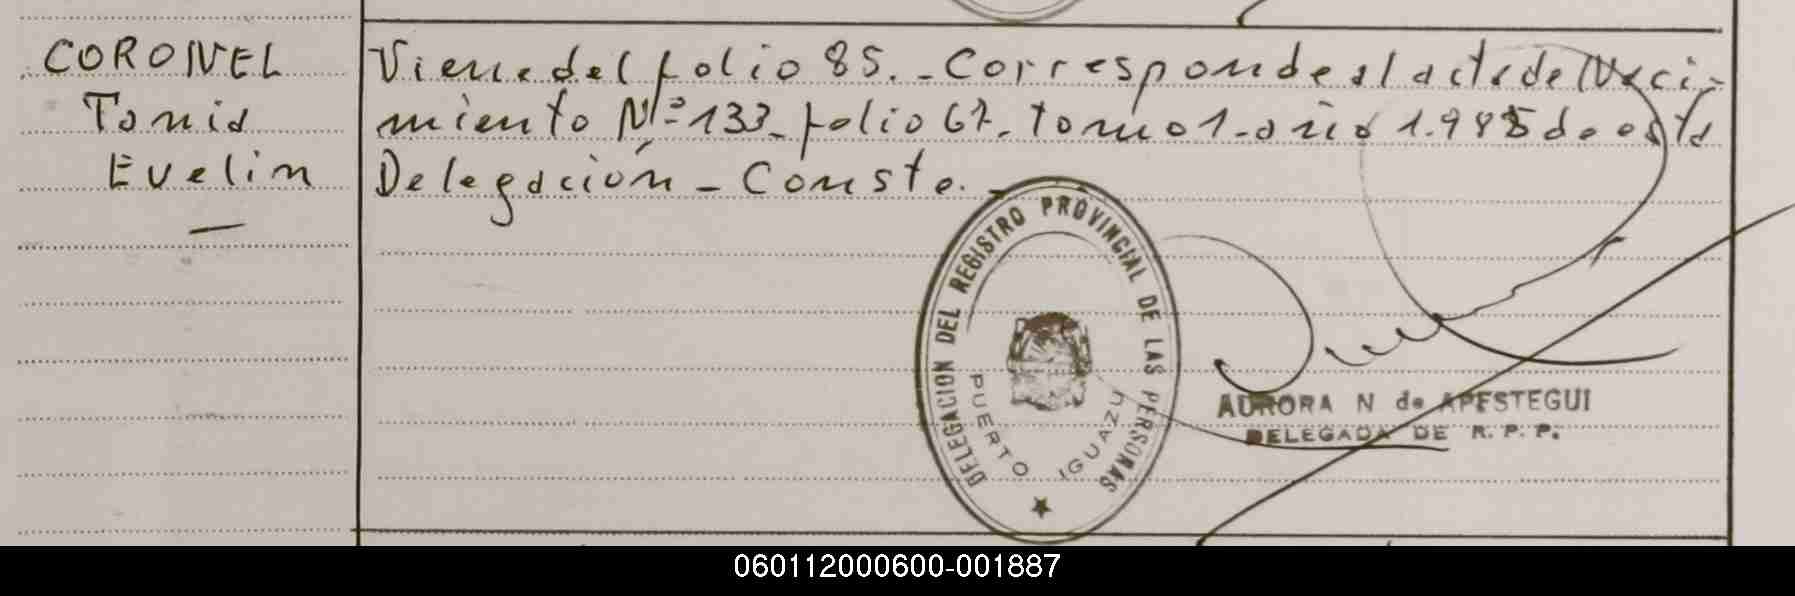 CORONEL
Tania
Evelin
—
Viene del folio 85. - Corresponde al acta de Naci-
miento Nº 133 - folio 67 - tomo 1 - año 1.985 de esta
Delegación - Conste. -
DELEGACION DEL REGISTRO PROVINCIAL DE LAS PERSONAS
PUERTO IGUAZU
AURORA N de APESTEGUI
DELEGADA DE R. P. P.
060112000600-001887